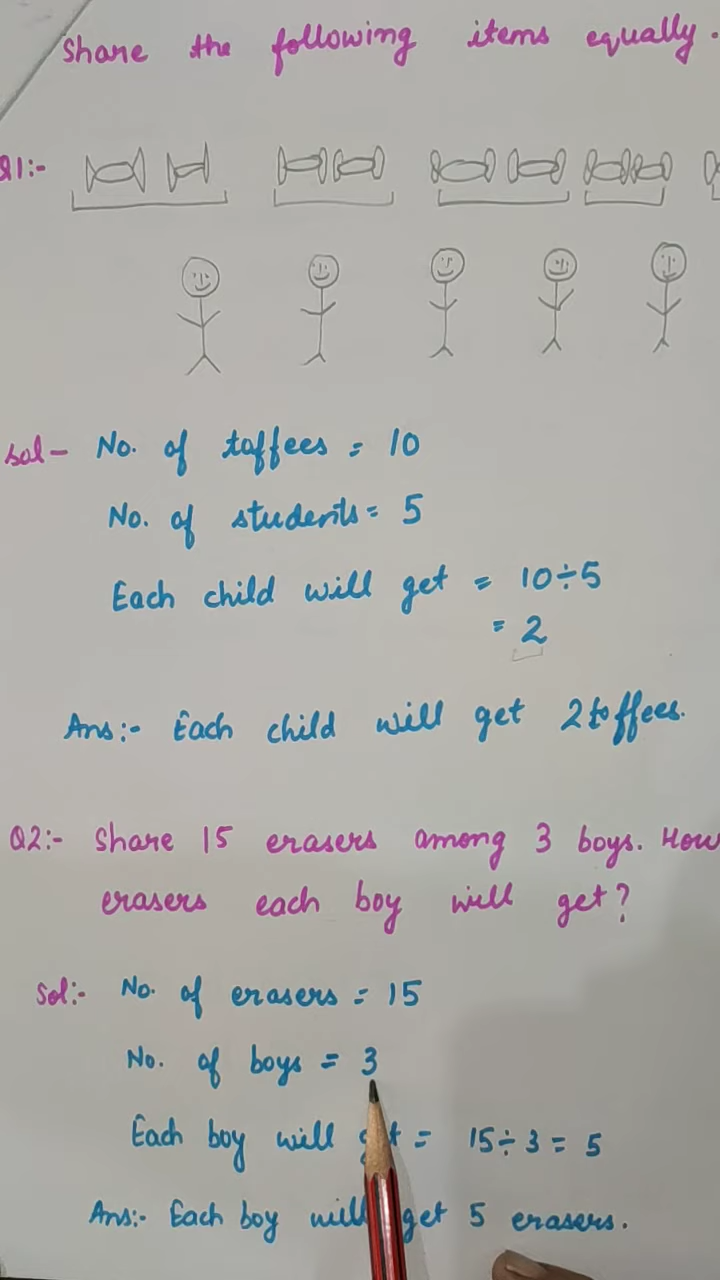 Share the following items equally.
Q1:-
Sol- No. of toffees = 10
No. of students = 5
Each child will get = 10÷5
= 2
Ans:- Each child will get 2 toffees.
Q2:- Share 15 erasers among 3 boys. How
erasers each boy will get?
Sol:- No. of erasers = 15
No. of boys = 3
Each boy will get = 15÷3 = 5
Ans:- Each boy will get 5 erasers.